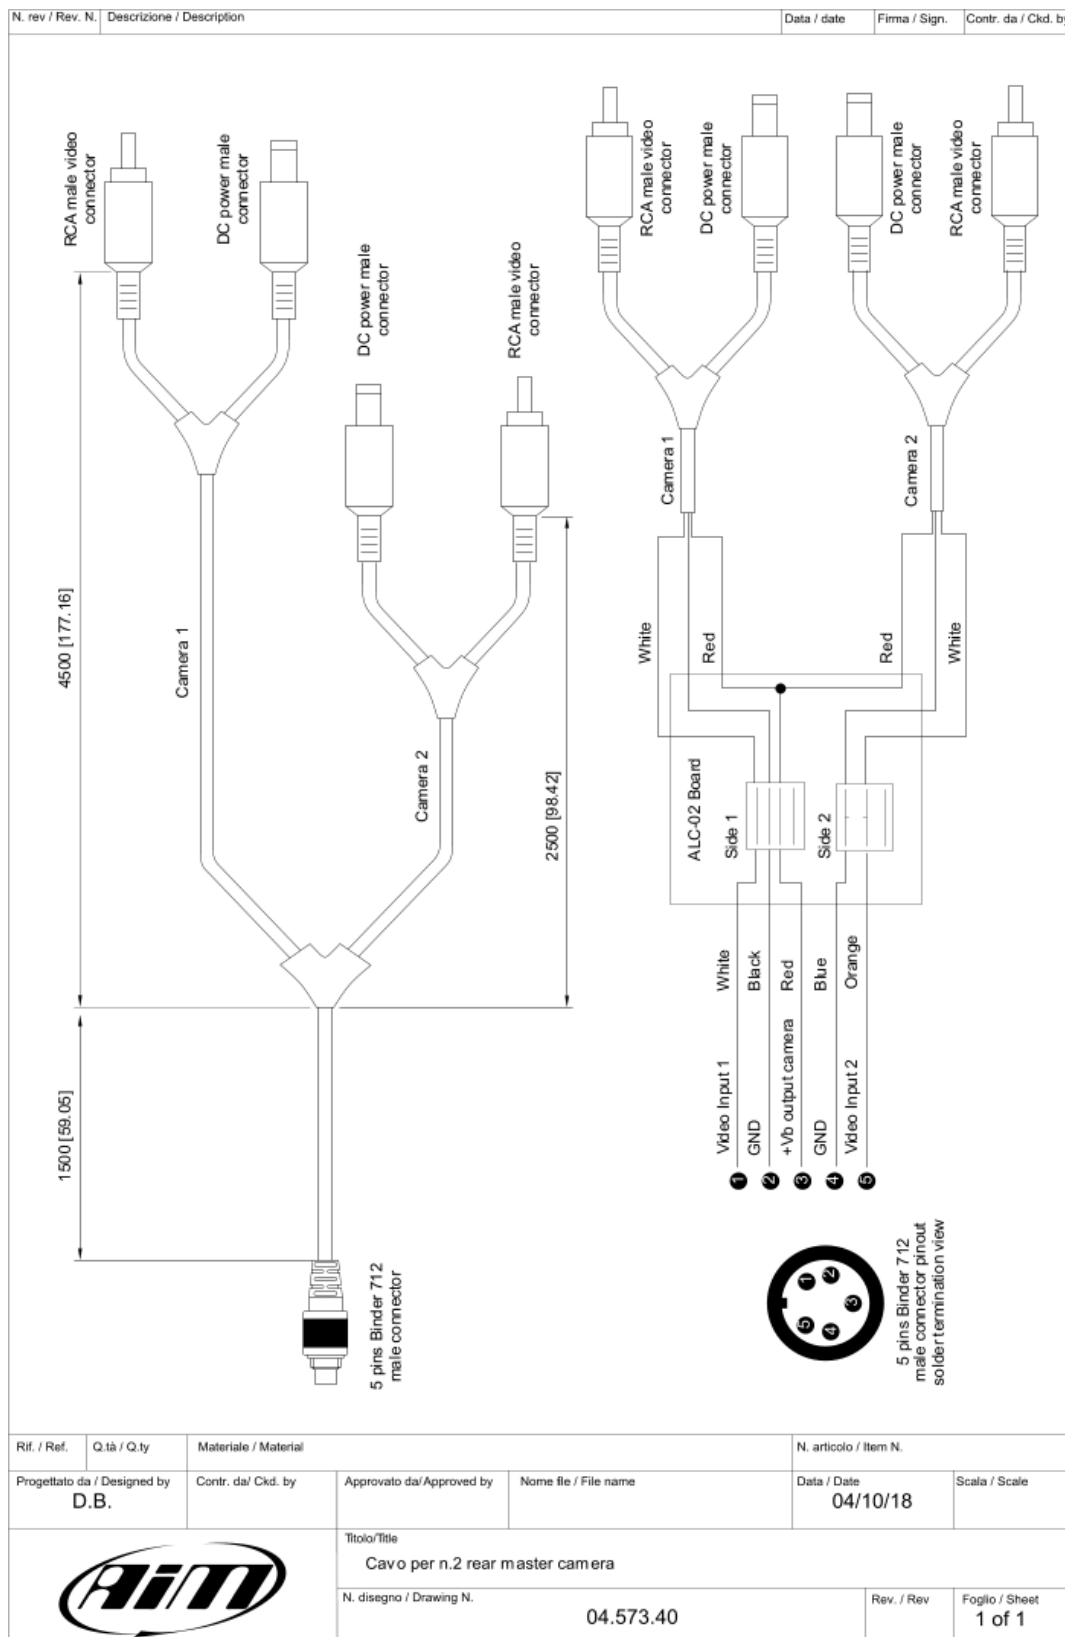 N. rev / Rev. N. Descrizione / Description Data / date Firma / Sign. Contr. da / Ckd. by
RCA male video
connector
DC power male
connector
DC power male
connector
RCA male video
connector
4500 [177.16]
Camera 1
Camera 2
2500 [98.42]
1500 [59.05]
5 pins Binder 712
male connector
RCA male video
connector
DC power male
connector
DC power male
connector
RCA male video
connector
Camera 1
Camera 2
White
Red
Red
White
ALC-02 Board
Side 1
Side 2
White
Black
Red
Blue
Orange
Video Input 1
GND
+Vb output camera
GND
Video Input 2
1 2 3 4 5
1 2 3 4 5
5 pins Binder 712
male connector pinout
solder termination view
Rif. / Ref. Q.tà / Q.ty Materiale / Material N. articolo / Item N.
Progettato da / Designed by Contr. da/ Ckd. by Approvato da/Approved by Nome file / File name Data / Date Scala / Scale
D.B. 04/10/18
AiM
Titolo/Title
Cavo per n.2 rear master camera
N. disegno / Drawing N. Rev. / Rev Foglio / Sheet
04.573.40 1 of 1